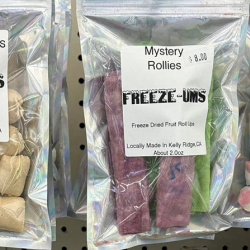 Mystery
Rollies
$ 8.00
FREEZE-UMS
Freeze Dried Fruit Roll Ups
Locally Made in Kelly Ridge,CA
About 2.0oz
MS